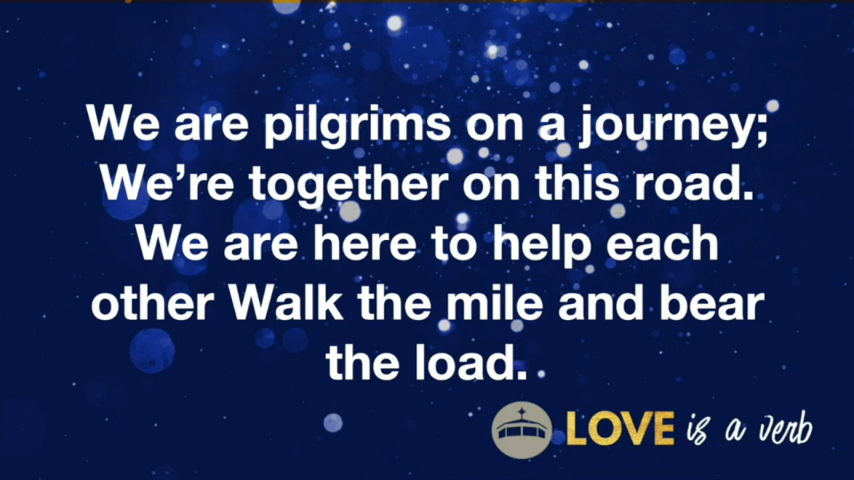 We are pilgrims on a journey;
We're together on this road.
We are here to help each
other Walk the mile and bear
the load.
LOVE is a verb